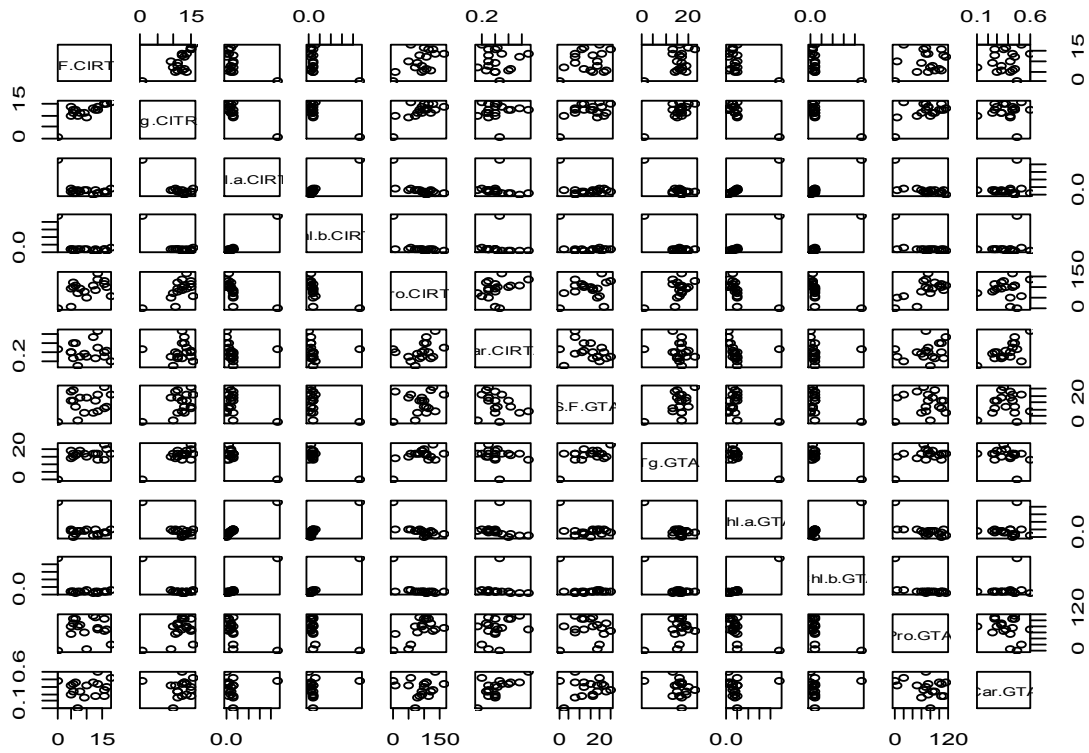 0 15 0.0 0.2 0 20 0.0 0.1 0.6
F.CIRT 0 15
0 15 g.CITR
l.a.CIRT 0.0
0.0 hl.b.CIRT
ro.CIRT 0 150
0.2 ar.CIRT
S.F.GTA 0 20
0 20 Tg.GTA
hl.a.GTA 0.0
0.0 hl.b.GT
Pro.GTA 0 120
0.1 0.6 Car.GTA
0 15 0.0 0 150 0 20 0.0 0 120